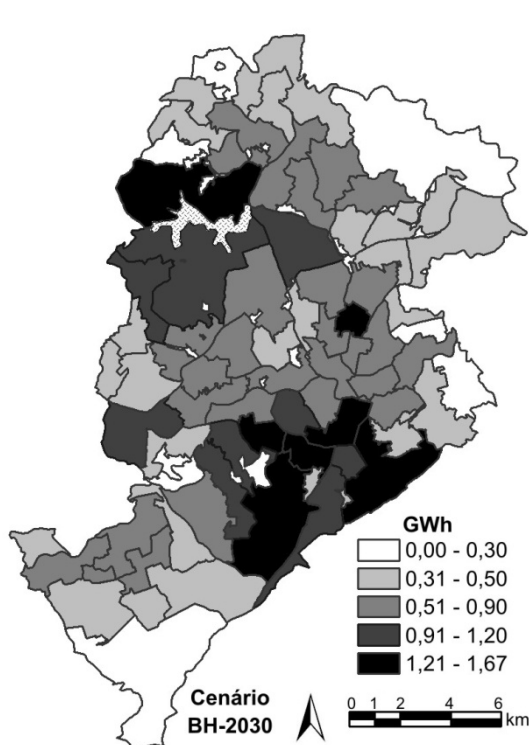 GWh
0,00 - 0,30
0,31 - 0,50
0,51 - 0,90
0,91 - 1,20
1,21 - 1,67
Cenário
BH-2030
0 1 2 4 6
km